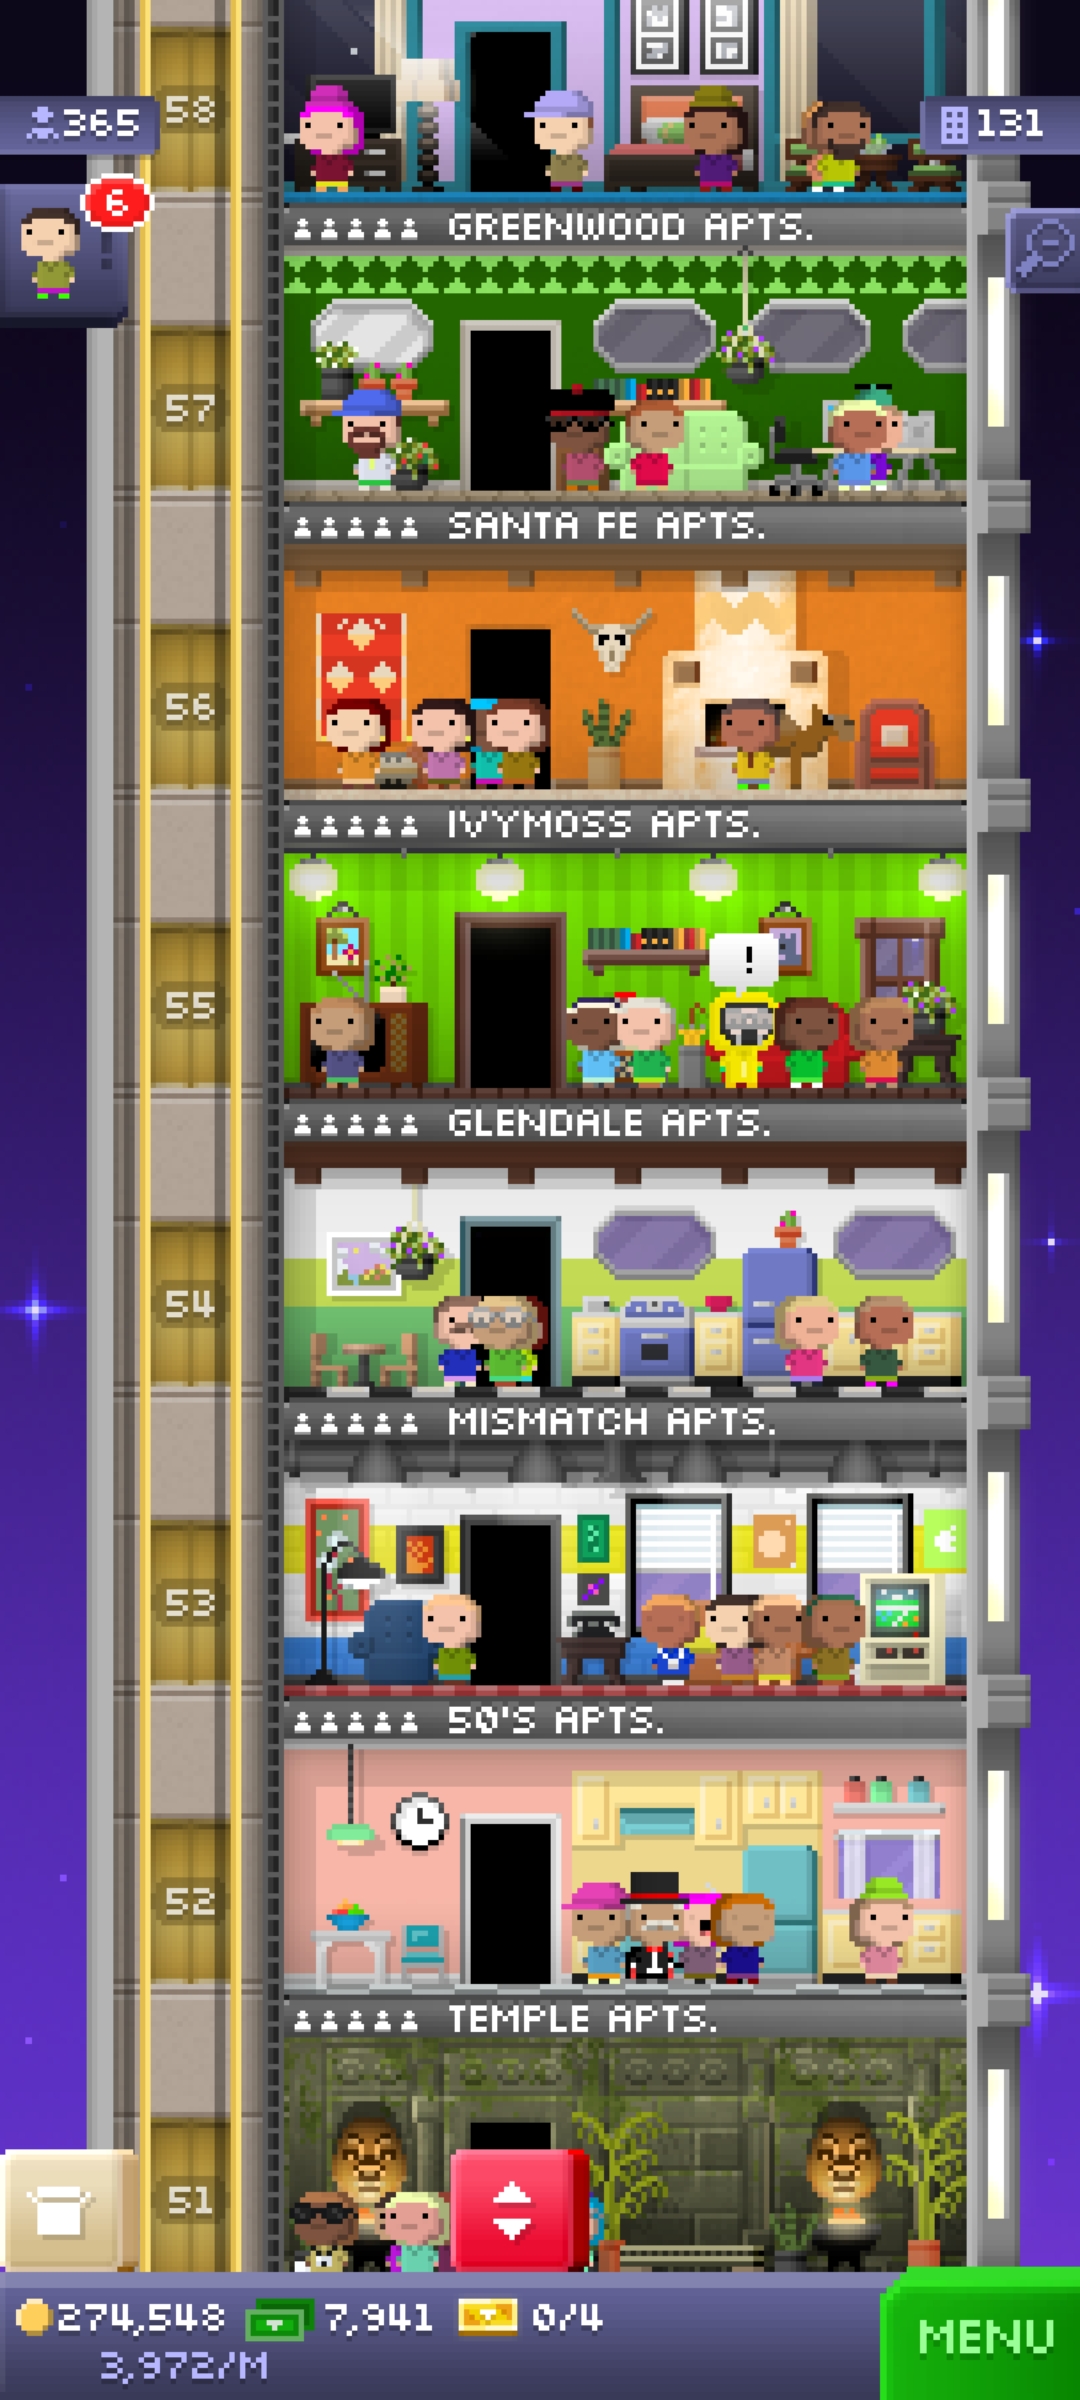 58
365
131
6
GREENWOOD APTS.
57
SANTA FE APTS.
56
IVYMOSS APTS.
!
55
GLENDALE APTS.
54
MISMATCH APTS.
53
50'S APTS.
52
TEMPLE APTS.
51
274,548 7,941 0/4
3,972/M
MENU